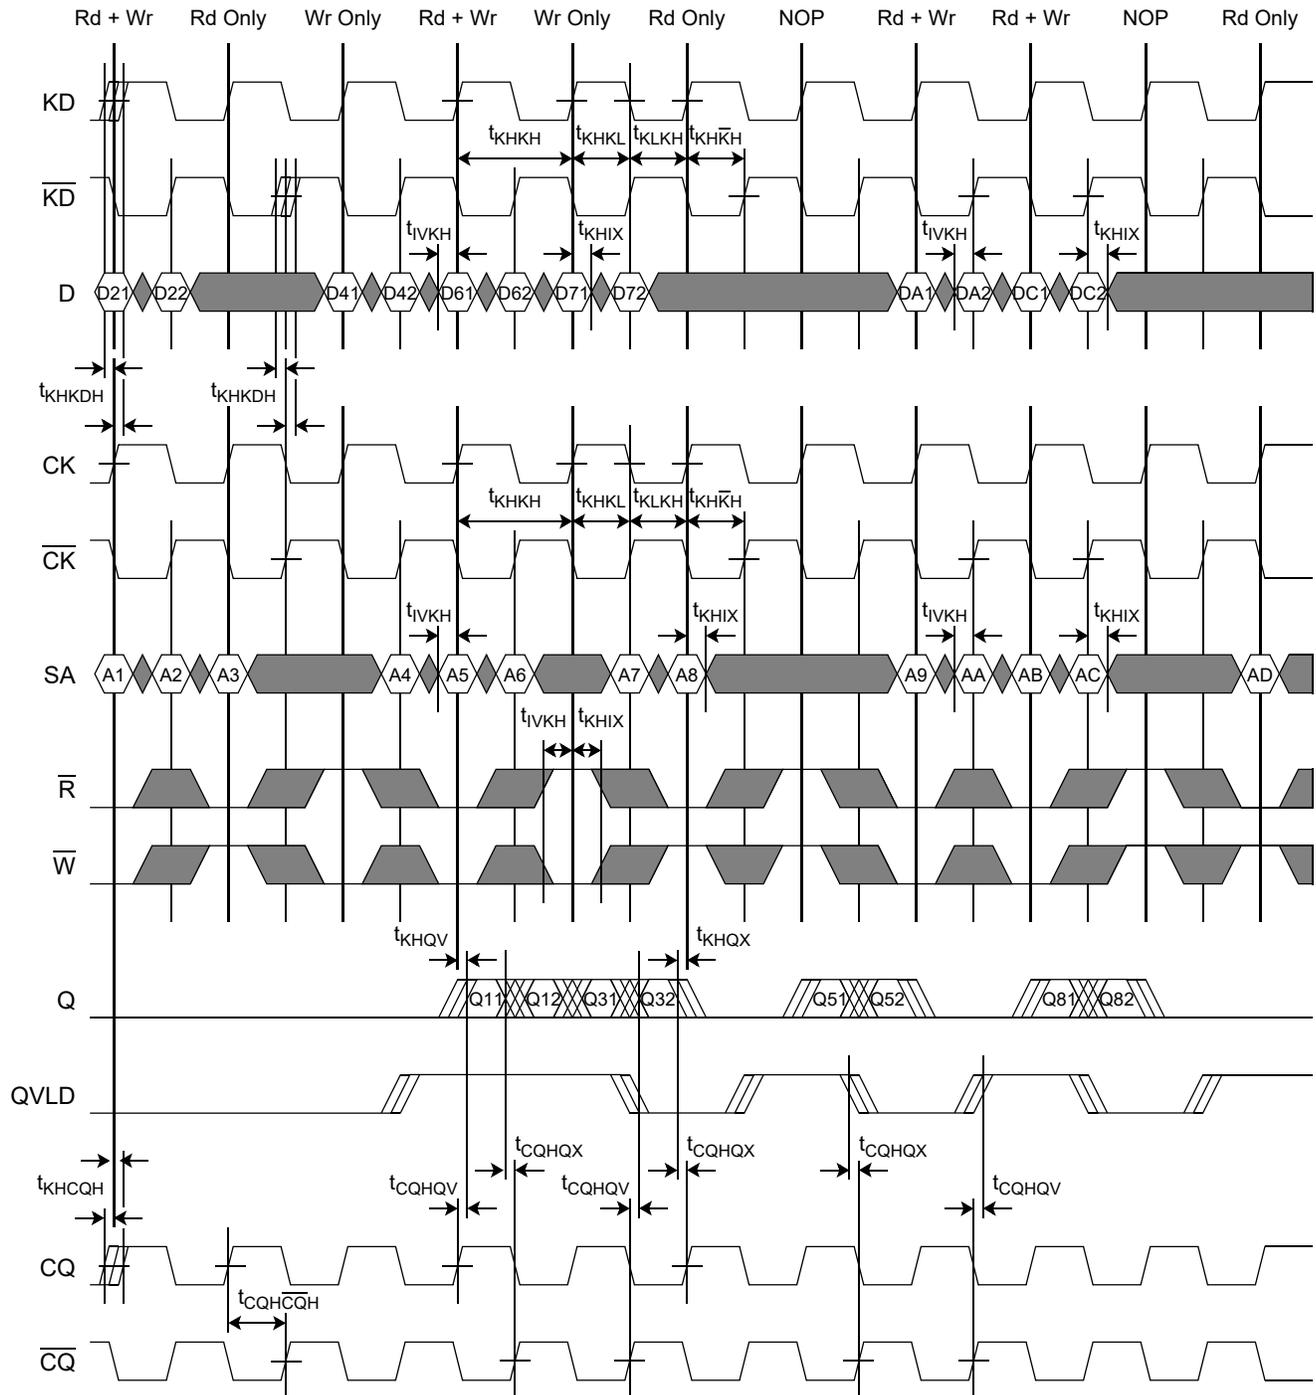 Rd + Wr Rd Only Wr Only Rd + Wr Wr Only Rd Only NOP Rd + Wr Rd + Wr NOP Rd Only
KD
tKHKH tKHKL tKLKH tKHK̅H
K̅D̅
tIVKH tKHIX tIVKH tKHIX
D D21 D22 D41 D42 D61 D62 D71 D72 DA1 DA2 DC1 DC2
tKHKDH tKHKDH
CK
tKHKH tKHKL tKLKH tKHK̅H
C̅K̅
tIVKH tKHIX tIVKH tKHIX
SA A1 A2 A3 A4 A5 A6 A7 A8 A9 AA AB AC AD
tIVKH tKHIX
R̅
W̅
tKHQV tKHQX
Q Q11 Q12 Q31 Q32 Q51 Q52 Q81 Q82
QVLD
tCQHQX tCQHQX tCQHQX
tKHCQH tCQHQV tCQHQV tCQHQV
CQ
tCQHC̅Q̅H
C̅Q̅